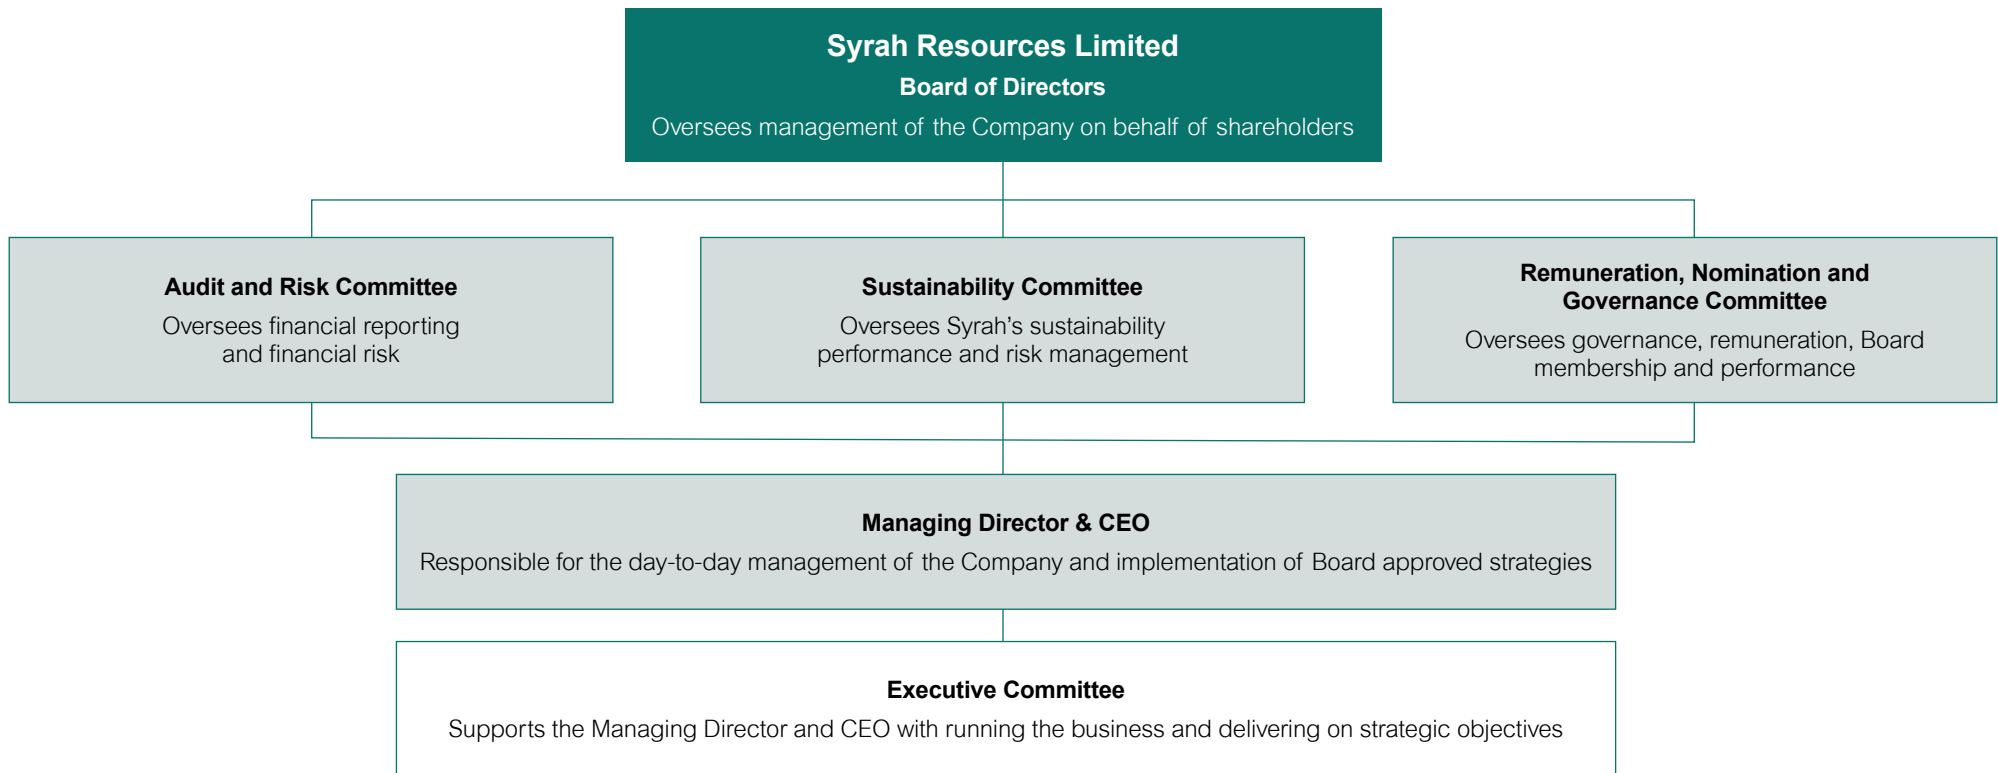 Syrah Resources Limited
Board of Directors
Oversees management of the Company on behalf of shareholders
Audit and Risk Committee
Oversees financial reporting
and financial risk
Sustainability Committee
Oversees Syrah's sustainability
performance and risk management
Remuneration, Nomination and
Governance Committee
Oversees governance, remuneration, Board
membership and performance
Managing Director & CEO
Responsible for the day-to-day management of the Company and implementation of Board approved strategies
Executive Committee
Supports the Managing Director and CEO with running the business and delivering on strategic objectives